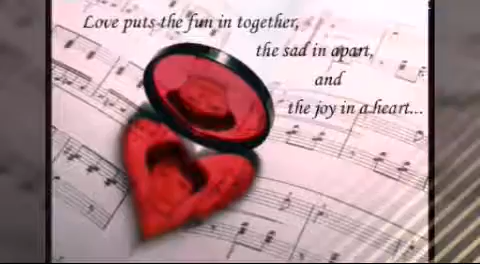 Love puts the fun in together,
the sad in apart,
and
the joy in a heart...